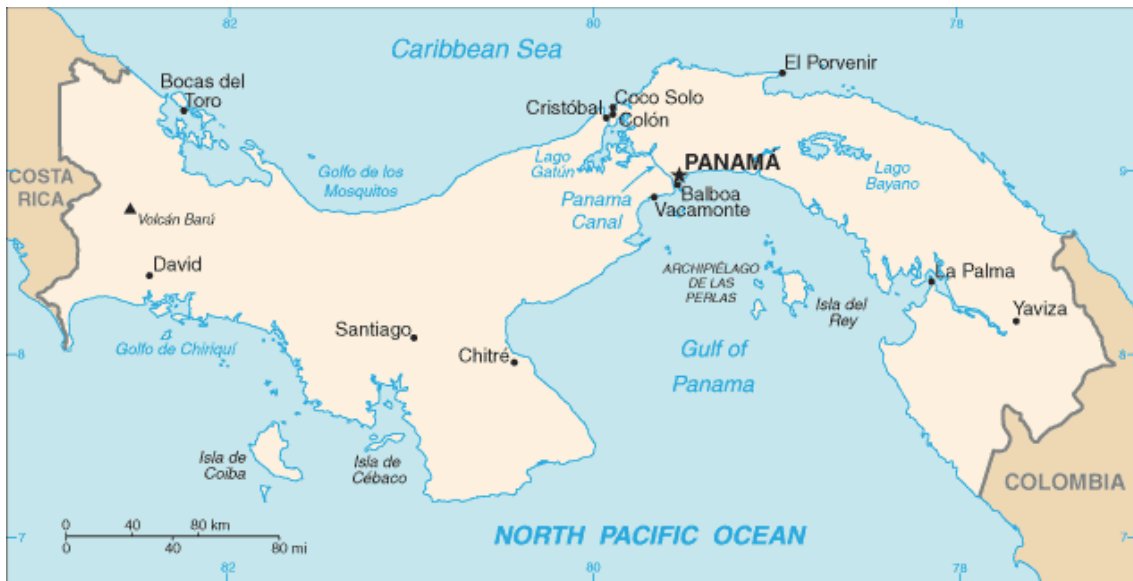 82
80
78
Caribbean Sea
El Porvenir
Bocas del
Toro
Coco Solo
Cristóbal
Colón
COSTA
RICA
Golfo de los
Mosquitos
Lago
Gatún
PANAMÁ
Lago
Bayano
9
9
Panama
Canal
Balboa
Vacamonte
Volcán Barú
David
ARCHIPIÉLAGO
DE LAS
PERLAS
La Palma
Isla del
Rey
Yaviza
Santiago
Golfo de Chiriquí
Chitré
Gulf of
Panama
8
8
Isla de
Coiba
Isla de
Cébaco
COLOMBIA
0 40 80 km
0 40 80 mi
NORTH PACIFIC OCEAN
7
7
82
80
78